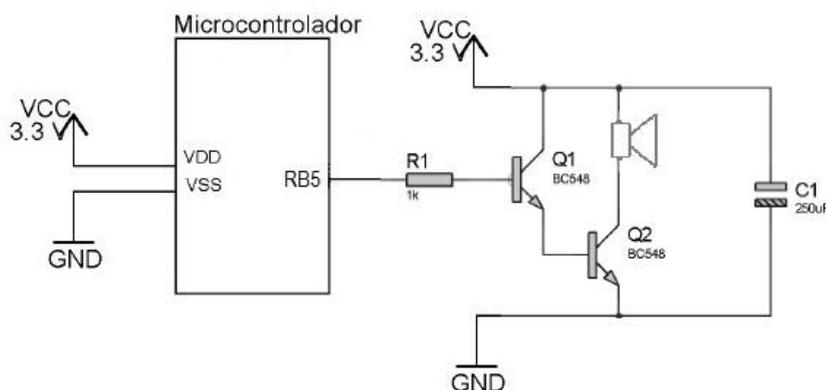 Microcontrolador
VCC
3.3 V
VCC
3.3 V
VDD
VSS
RB5
GND
R1
1k
Q1
BC548
Q2
BC548
C1
250uF
GND